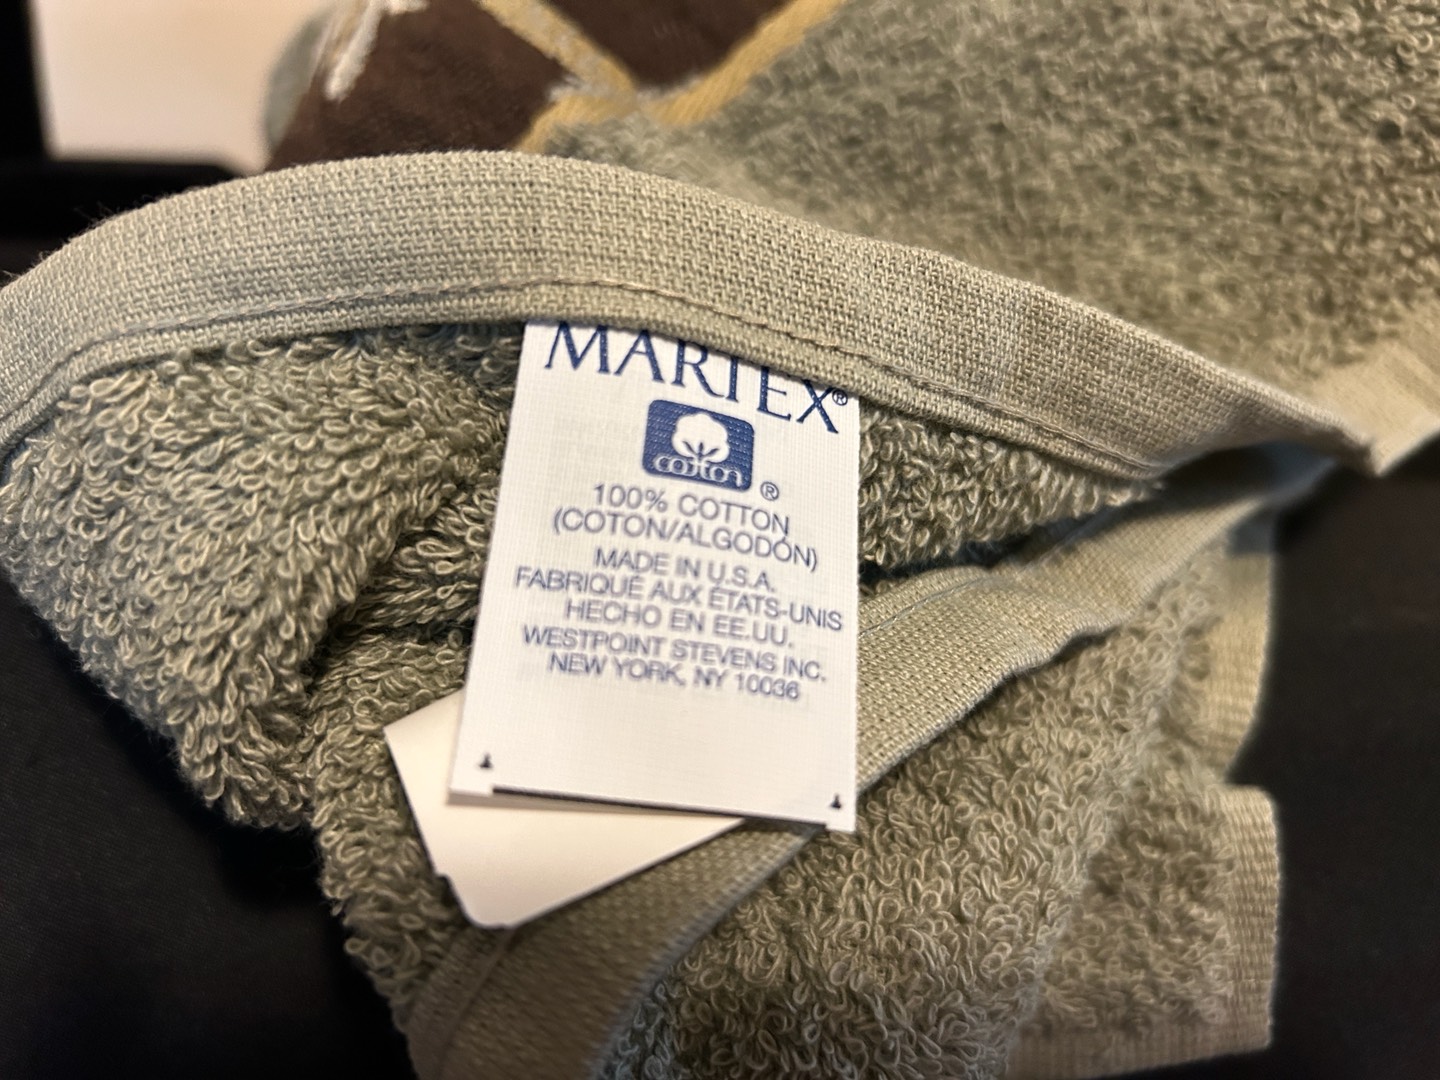 MARTEX®
cotton ®
100% COTTON
(COTON/ALGODÓN)
MADE IN U.S.A.
FABRIQUÉ AUX ÉTATS-UNIS
HECHO EN EE.UU.
WESTPOINT STEVENS INC.
NEW YORK, NY 10036